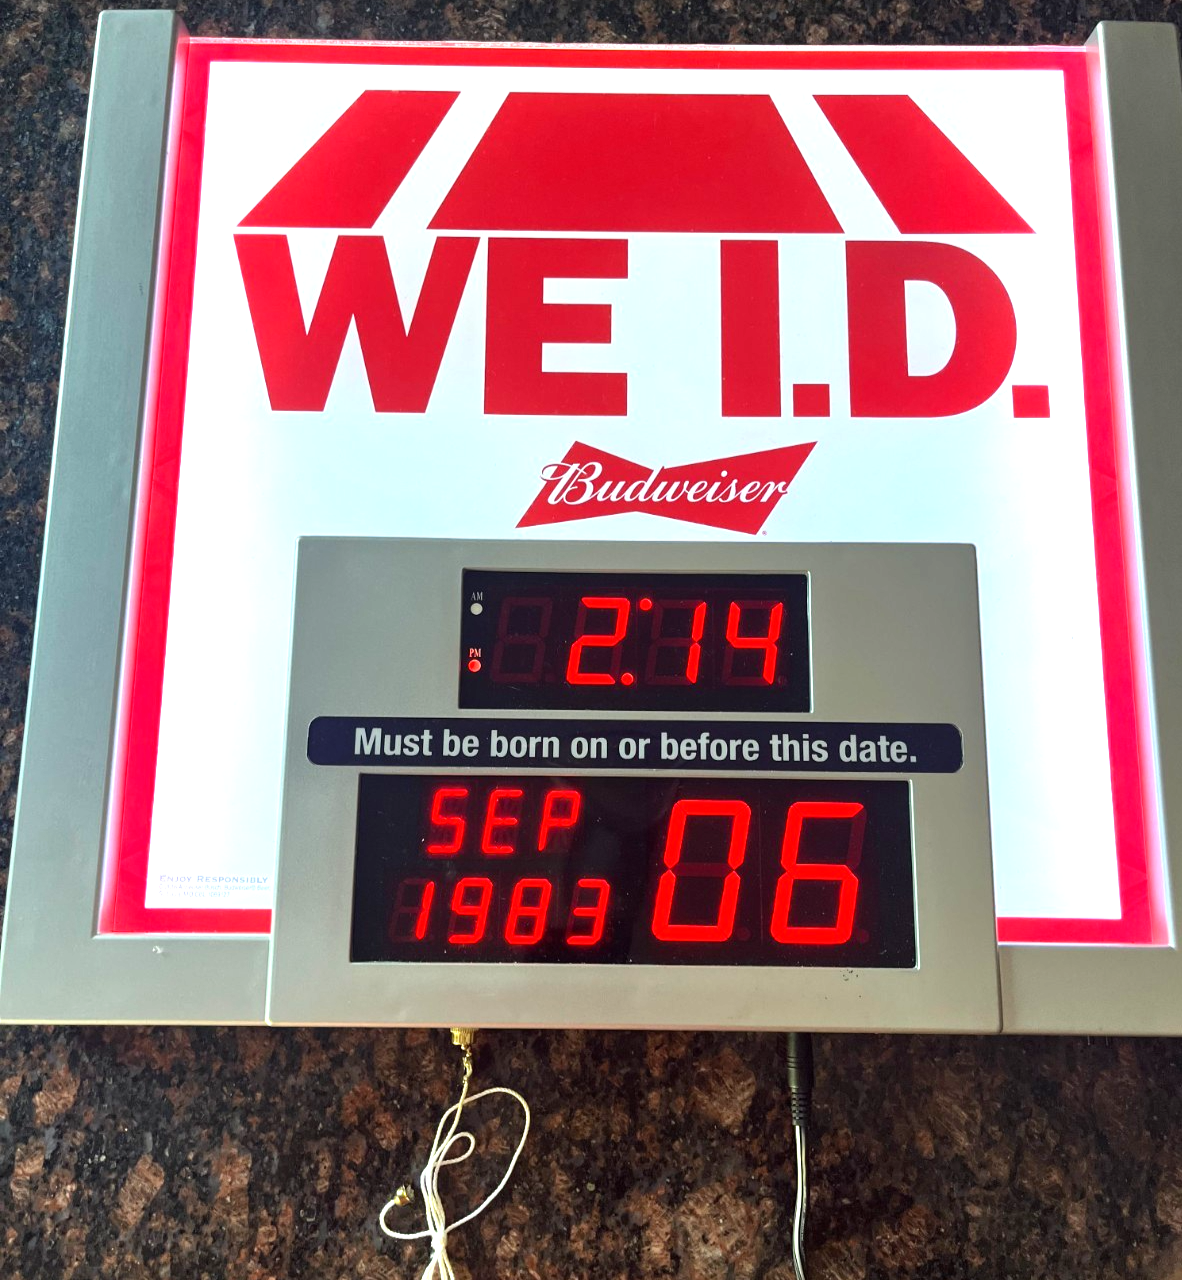 WE I.D.
Budweiser
AM
2:14
PM
Must be born on or before this date.
SEP
1983
06
ENJOY RESPONSIBLY